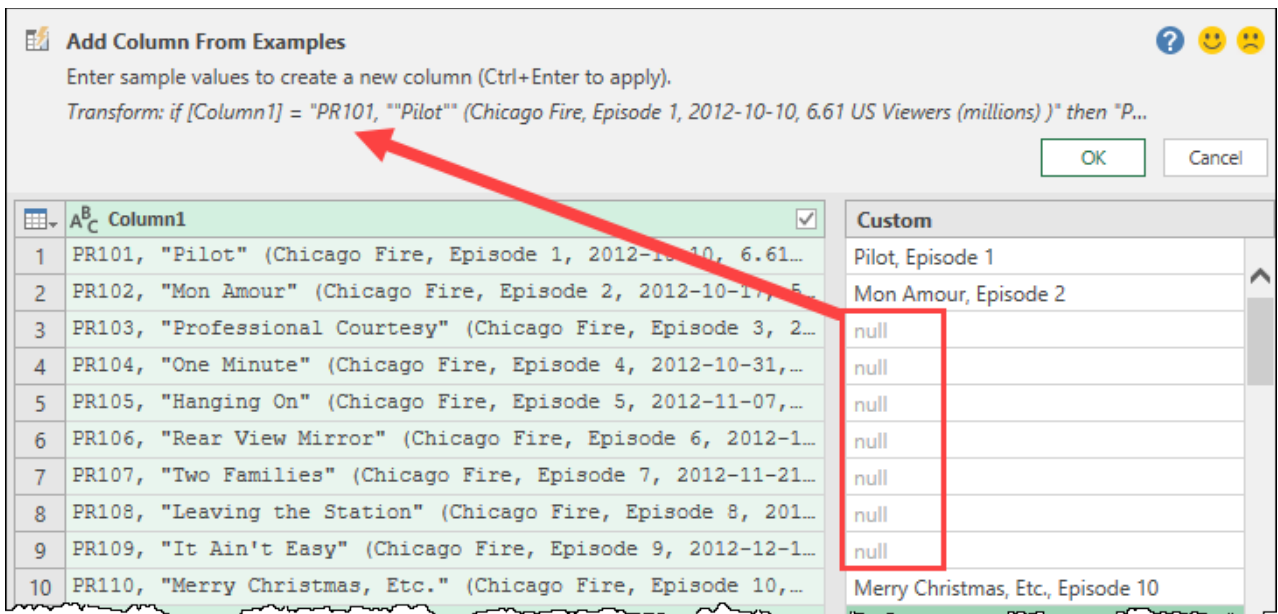 Add Column From Examples
Enter sample values to create a new column (Ctrl+Enter to apply).
Transform: if [Column1] = "PR101, ""Pilot"" (Chicago Fire, Episode 1, 2012-10-10, 6.61 US Viewers (millions) )" then "P...
OK Cancel
ABC Column1 Custom
1 PR101, "Pilot" (Chicago Fire, Episode 1, 2012-10-10, 6.61... Pilot, Episode 1
2 PR102, "Mon Amour" (Chicago Fire, Episode 2, 2012-10-17, 5... Mon Amour, Episode 2
3 PR103, "Professional Courtesy" (Chicago Fire, Episode 3, 2... null
4 PR104, "One Minute" (Chicago Fire, Episode 4, 2012-10-31,... null
5 PR105, "Hanging On" (Chicago Fire, Episode 5, 2012-11-07,... null
6 PR106, "Rear View Mirror" (Chicago Fire, Episode 6, 2012-1... null
7 PR107, "Two Families" (Chicago Fire, Episode 7, 2012-11-21... null
8 PR108, "Leaving the Station" (Chicago Fire, Episode 8, 201... null
9 PR109, "It Ain't Easy" (Chicago Fire, Episode 9, 2012-12-1... null
10 PR110, "Merry Christmas, Etc." (Chicago Fire, Episode 10,... Merry Christmas, Etc., Episode 10